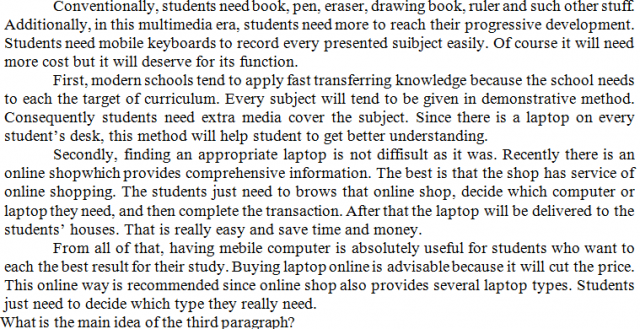 Conventionally, students need book, pen, eraser, drawing book, ruler and such other stuff.
Additionally, in this multimedia era, students need more to reach their progressive development.
Students need mobile keyboards to record every presented suibject easily. Of course it will need
more cost but it will deserve for its function.
First, modern schools tend to apply fast transferring knowledge because the school needs
to each the target of curriculum. Every subject will tend to be given in demonstrative method.
Consequently students need extra media cover the subject. Since there is a laptop on every
student's desk, this method will help student to get better understanding.
Secondly, finding an appropriate laptop is not diffisult as it was. Recently there is an
online shopwhich provides comprehensive information. The best is that the shop has service of
online shopping. The students just need to brows that online shop, decide which computer or
laptop they need, and then complete the transaction. After that the laptop will be delivered to the
students' houses. That is really easy and save time and money.
From all of that, having mebile computer is absolutely useful for students who want to
each the best result for their study. Buying laptop online is advisable because it will cut the price.
This online way is recommended since online shop also provides several laptop types. Students
just need to decide which type they really need.
What is the main idea of the third paragraph?